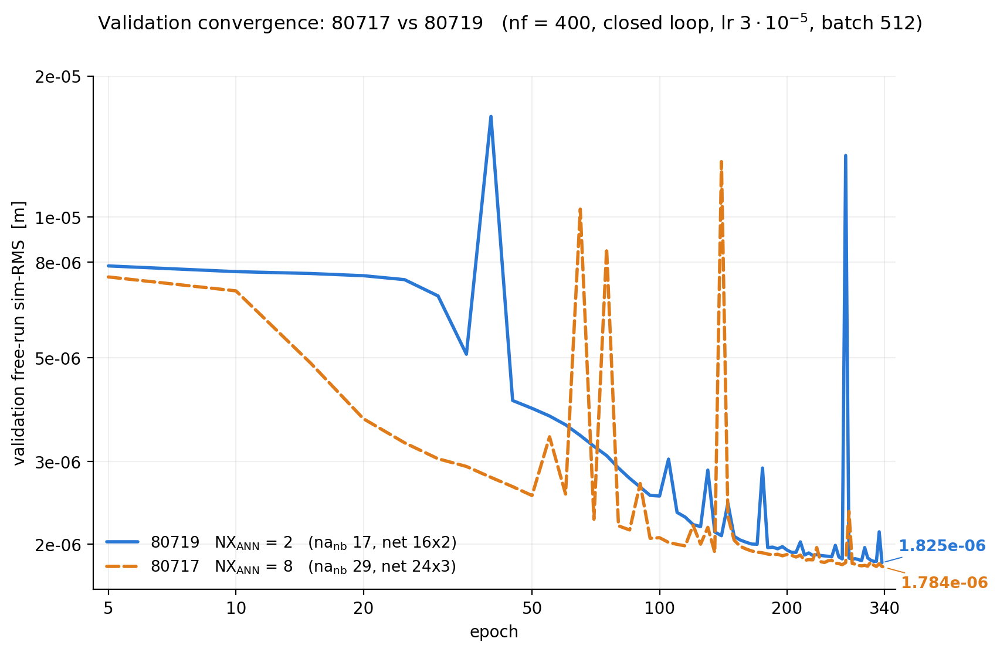 Validation convergence: 80717 vs 80719 (nf = 400, closed loop, lr 3 · 10⁻⁵, batch 512)
2e-05
1e-05
8e-06
5e-06
3e-06
2e-06
validation free-run sim-RMS [m]
80719 NX_ANN = 2 (na_nb 17, net 16x2)
80717 NX_ANN = 8 (na_nb 29, net 24x3)
1.825e-06
1.784e-06
5 10 20 50 100 200 340
epoch